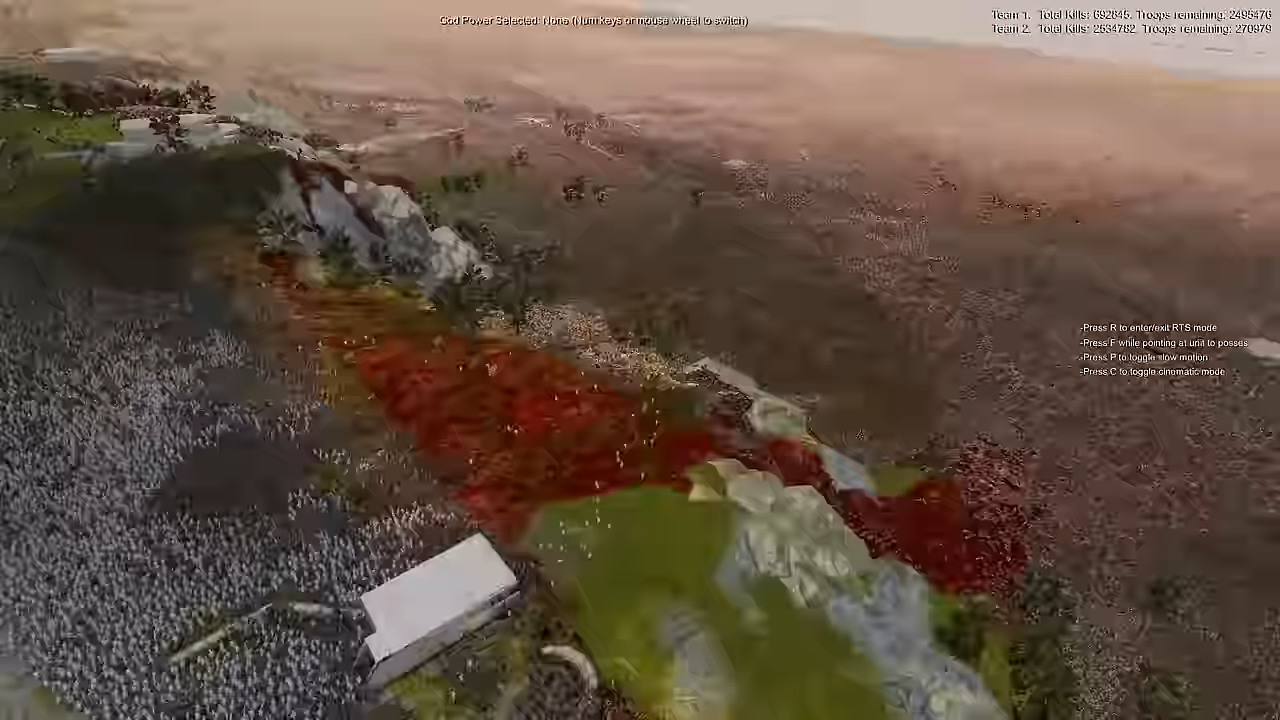 God Power Selected: None (Num keys or mouse wheel to switch)
Team 1. Total Kills: 692845. Troops remaining: 2495476
Team 2. Total Kills: 2534782. Troops remaining: 270979
-Press R to enter/exit RTS mode
-Press F while pointing at unit to posses
-Press P to toggle slow motion
-Press C to toggle cinematic mode